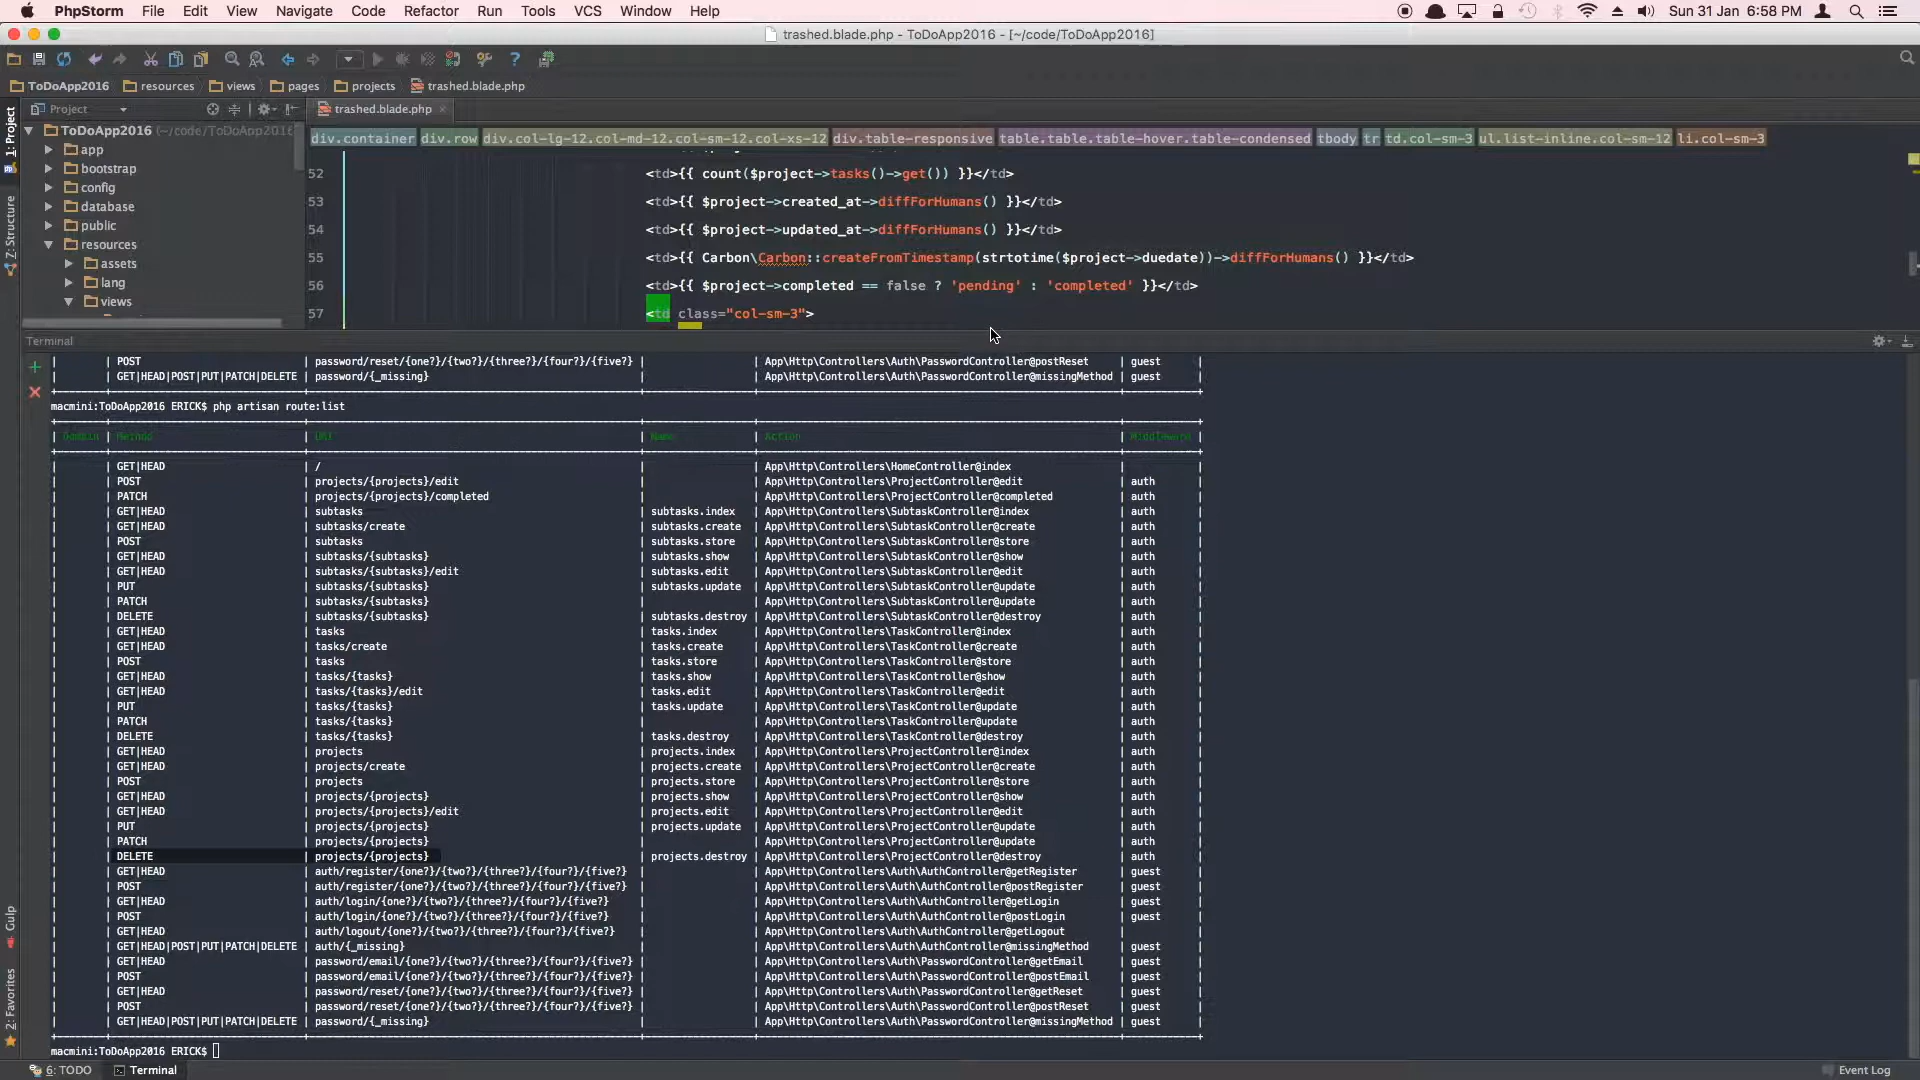 PhpStorm File Edit View Navigate Code Refactor Run Tools VCS Window Help Sun 31 Jan 6:58 PM
trashed.blade.php - ToDoApp2016 - [~/code/ToDoApp2016]
ToDoApp2016 resources views pages projects trashed.blade.php
Project trashed.blade.php
1: Project
Z: Structure
Gulp
2: Favorites
ToDoApp2016 (~/code/ToDoApp2016
app
bootstrap
config
database
public
resources
assets
lang
views
div.container div.row div.col-lg-12.col-md-12.col-sm-12.col-xs-12 div.table-responsive table.table.table-hover.table-condensed tbody tr td.col-sm-3 ul.list-inline.col-sm-12 li.col-sm-3
52 <td>{{ count($project->tasks()->get()) }}</td>
53 <td>{{ $project->created_at->diffForHumans() }}</td>
54 <td>{{ $project->updated_at->diffForHumans() }}</td>
55 <td>{{ Carbon\Carbon::createFromTimestamp(strtotime($project->duedate))->diffForHumans() }}</td>
56 <td>{{ $project->completed == false ? 'pending' : 'completed' }}</td>
57 <td class="col-sm-3">
Terminal
| | POST | password/reset/{one?}/{two?}/{three?}/{four?}/{five?} | | App\Http\Controllers\Auth\PasswordController@postReset | guest |
| | GET|HEAD|POST|PUT|PATCH|DELETE | password/{_missing} | | App\Http\Controllers\Auth\PasswordController@missingMethod | guest |
macmini:ToDoApp2016 ERICK$ php artisan route:list
| Domain | Method | URI | Name | Action | Middleware |
| | GET|HEAD | / | | App\Http\Controllers\HomeController@index | |
| | POST | projects/{projects}/edit | | App\Http\Controllers\ProjectController@edit | auth |
| | PATCH | projects/{projects}/completed | | App\Http\Controllers\ProjectController@completed | auth |
| | GET|HEAD | subtasks | subtasks.index | App\Http\Controllers\SubtaskController@index | auth |
| | GET|HEAD | subtasks/create | subtasks.create | App\Http\Controllers\SubtaskController@create | auth |
| | POST | subtasks | subtasks.store | App\Http\Controllers\SubtaskController@store | auth |
| | GET|HEAD | subtasks/{subtasks} | subtasks.show | App\Http\Controllers\SubtaskController@show | auth |
| | GET|HEAD | subtasks/{subtasks}/edit | subtasks.edit | App\Http\Controllers\SubtaskController@edit | auth |
| | PUT | subtasks/{subtasks} | subtasks.update | App\Http\Controllers\SubtaskController@update | auth |
| | PATCH | subtasks/{subtasks} | | App\Http\Controllers\SubtaskController@update | auth |
| | DELETE | subtasks/{subtasks} | subtasks.destroy | App\Http\Controllers\SubtaskController@destroy | auth |
| | GET|HEAD | tasks | tasks.index | App\Http\Controllers\TaskController@index | auth |
| | GET|HEAD | tasks/create | tasks.create | App\Http\Controllers\TaskController@create | auth |
| | POST | tasks | tasks.store | App\Http\Controllers\TaskController@store | auth |
| | GET|HEAD | tasks/{tasks} | tasks.show | App\Http\Controllers\TaskController@show | auth |
| | GET|HEAD | tasks/{tasks}/edit | tasks.edit | App\Http\Controllers\TaskController@edit | auth |
| | PUT | tasks/{tasks} | tasks.update | App\Http\Controllers\TaskController@update | auth |
| | PATCH | tasks/{tasks} | | App\Http\Controllers\TaskController@update | auth |
| | DELETE | tasks/{tasks} | tasks.destroy | App\Http\Controllers\TaskController@destroy | auth |
| | GET|HEAD | projects | projects.index | App\Http\Controllers\ProjectController@index | auth |
| | GET|HEAD | projects/create | projects.create | App\Http\Controllers\ProjectController@create | auth |
| | POST | projects | projects.store | App\Http\Controllers\ProjectController@store | auth |
| | GET|HEAD | projects/{projects} | projects.show | App\Http\Controllers\ProjectController@show | auth |
| | GET|HEAD | projects/{projects}/edit | projects.edit | App\Http\Controllers\ProjectController@edit | auth |
| | PUT | projects/{projects} | projects.update | App\Http\Controllers\ProjectController@update | auth |
| | PATCH | projects/{projects} | | App\Http\Controllers\ProjectController@update | auth |
| | DELETE | projects/{projects} | projects.destroy | App\Http\Controllers\ProjectController@destroy | auth |
| | GET|HEAD | auth/register/{one?}/{two?}/{three?}/{four?}/{five?} | | App\Http\Controllers\Auth\AuthController@getRegister | guest |
| | POST | auth/register/{one?}/{two?}/{three?}/{four?}/{five?} | | App\Http\Controllers\Auth\AuthController@postRegister | guest |
| | GET|HEAD | auth/login/{one?}/{two?}/{three?}/{four?}/{five?} | | App\Http\Controllers\Auth\AuthController@getLogin | guest |
| | POST | auth/login/{one?}/{two?}/{three?}/{four?}/{five?} | | App\Http\Controllers\Auth\AuthController@postLogin | guest |
| | GET|HEAD | auth/logout/{one?}/{two?}/{three?}/{four?}/{five?} | | App\Http\Controllers\Auth\AuthController@getLogout | |
| | GET|HEAD|POST|PUT|PATCH|DELETE | auth/{_missing} | | App\Http\Controllers\Auth\AuthController@missingMethod | guest |
| | GET|HEAD | password/email/{one?}/{two?}/{three?}/{four?}/{five?} | | App\Http\Controllers\Auth\PasswordController@getEmail | guest |
| | POST | password/email/{one?}/{two?}/{three?}/{four?}/{five?} | | App\Http\Controllers\Auth\PasswordController@postEmail | guest |
| | GET|HEAD | password/reset/{one?}/{two?}/{three?}/{four?}/{five?} | | App\Http\Controllers\Auth\PasswordController@getReset | guest |
| | POST | password/reset/{one?}/{two?}/{three?}/{four?}/{five?} | | App\Http\Controllers\Auth\PasswordController@postReset | guest |
| | GET|HEAD|POST|PUT|PATCH|DELETE | password/{_missing} | | App\Http\Controllers\Auth\PasswordController@missingMethod | guest |
macmini:ToDoApp2016 ERICK$
6: TODO Terminal Event Log